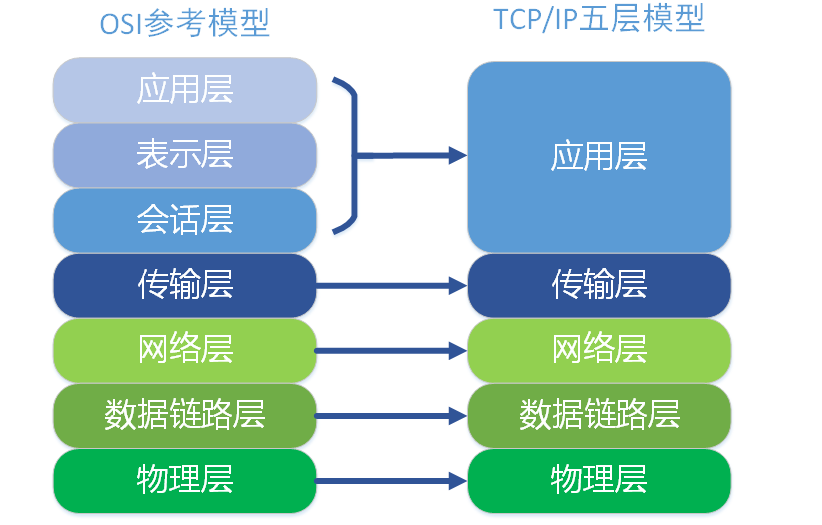 OSI参考模型
TCP/IP五层模型
应用层
表示层
会话层
传输层
网络层
数据链路层
物理层
应用层
传输层
网络层
数据链路层
物理层